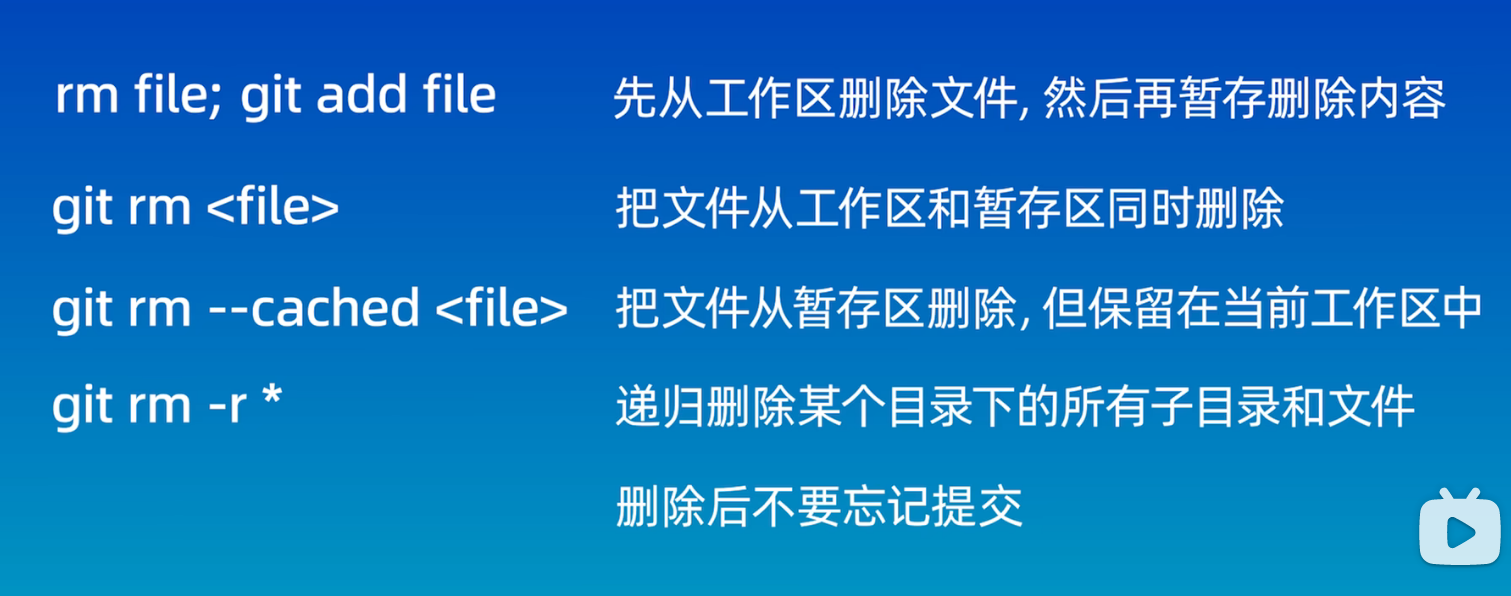 rm file; git add file 先从工作区删除文件, 然后再暂存删除内容
git rm <file> 把文件从工作区和暂存区同时删除
git rm --cached <file> 把文件从暂存区删除, 但保留在当前工作区中
git rm -r * 递归删除某个目录下的所有子目录和文件
删除后不要忘记提交